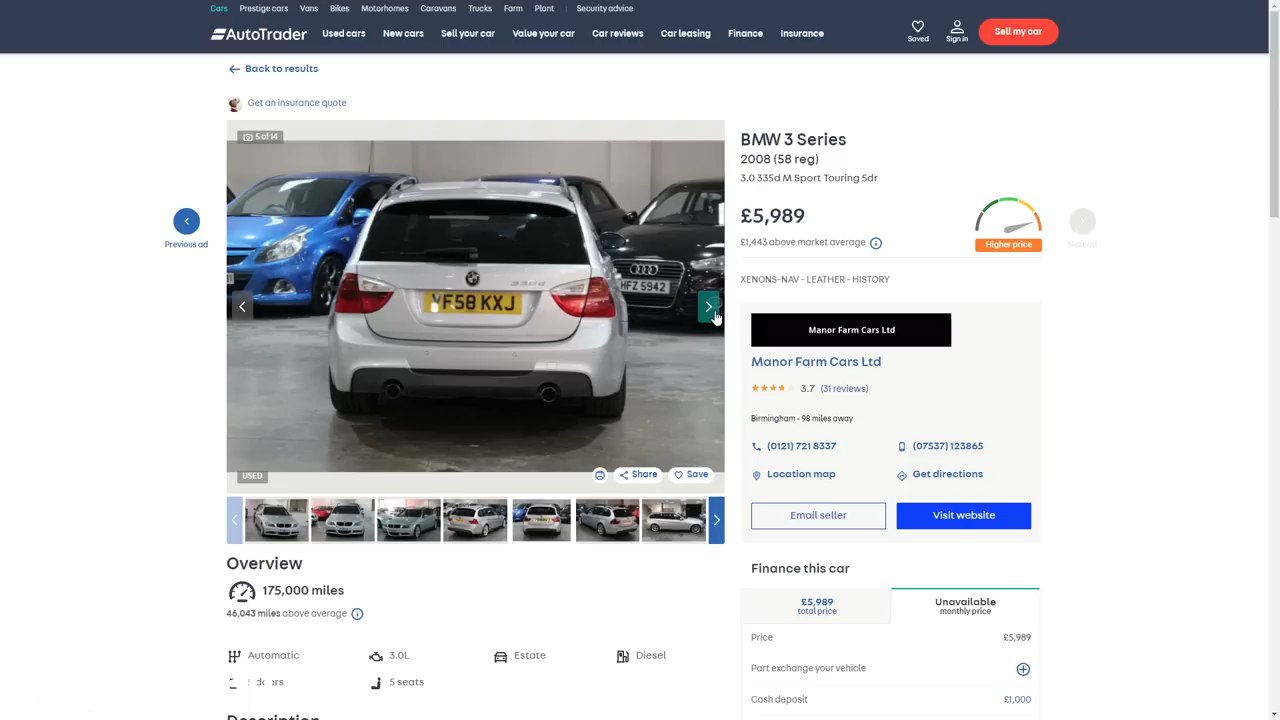 Cars Prestige cars Vans Bikes Motorhomes Caravans Trucks Farm Plant Security advice
AutoTrader Used cars New cars Sell your car Value your car Car reviews Car leasing Finance Insurance Saved Sign in Sell my car
Back to results
Get an insurance quote
5 of 14
YF58 KXJ
HFZ 5942
USED
Share
Save
Previous ad
Next ad
BMW 3 Series
2008 (58 reg)
3.0 335d M Sport Touring 5dr
£5,989
£1,443 above market average
Higher price
XENONS-NAV - LEATHER - HISTORY
Manor Farm Cars Ltd
Manor Farm Cars Ltd
3.7 (31 reviews)
Birmingham - 98 miles away
(0121) 721 8337 (07537) 123865
Location map Get directions
Email seller Visit website
Overview
175,000 miles
46,043 miles above average
Automatic 3.0L Estate Diesel
5 seats
Description
Finance this car
£5,989 Unavailable
total price monthly price
Price £5,989
Part exchange your vehicle
Cash deposit £1,000